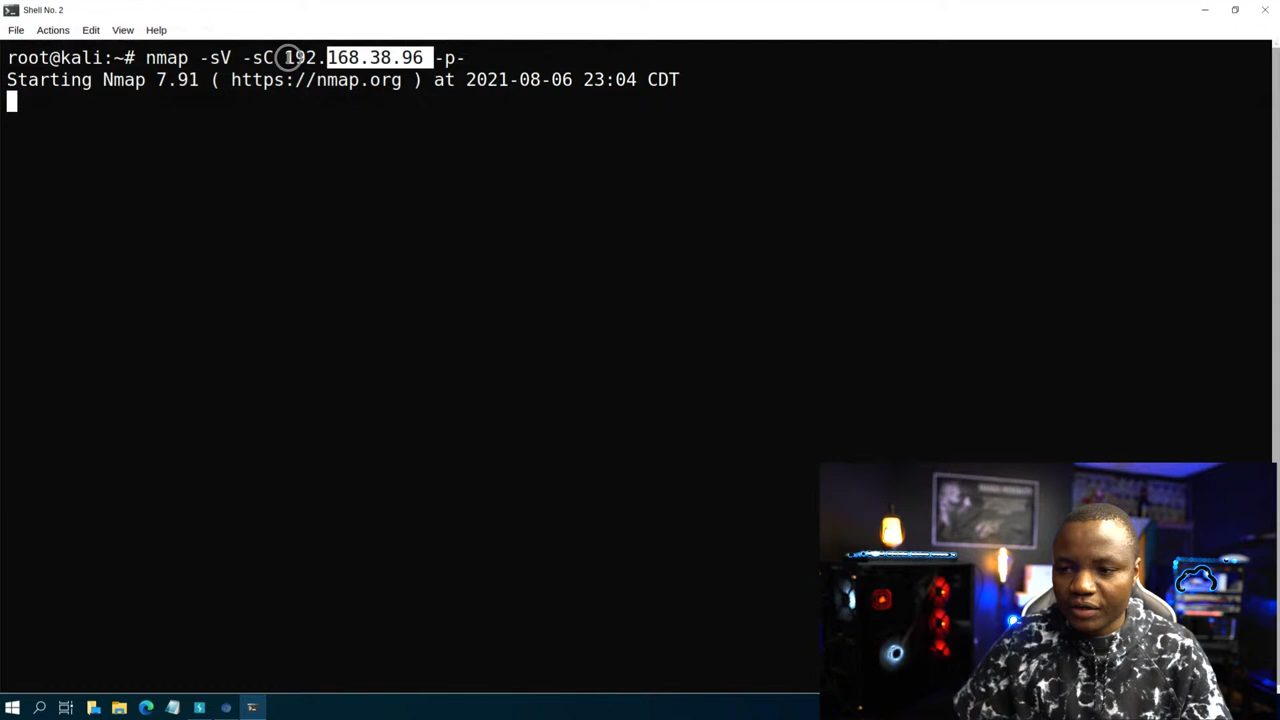 Shell No. 2
File Actions Edit View Help
root@kali:~# nmap -sV -sC 192.168.38.96 -p-
Starting Nmap 7.91 ( https://nmap.org ) at 2021-08-06 23:04 CDT